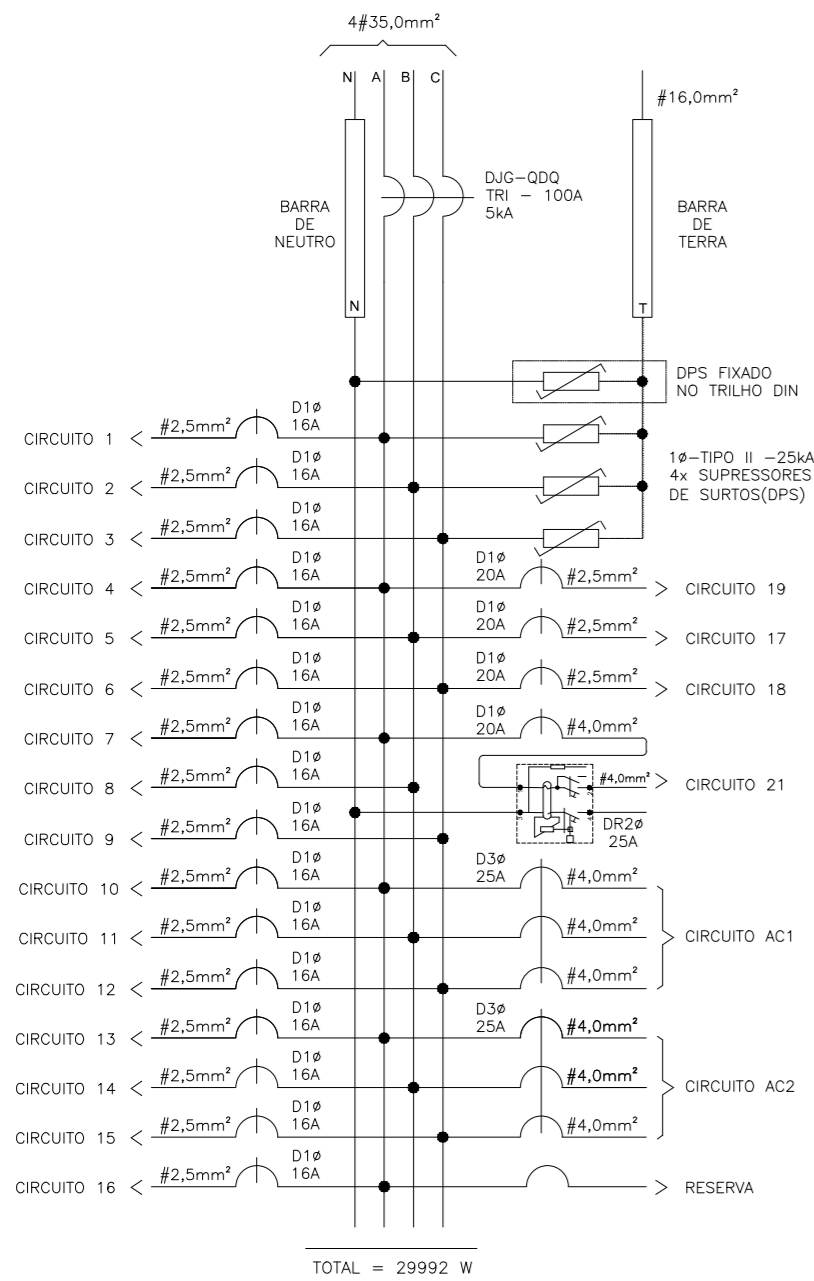 4#35,0mm²
N A B C
#16,0mm²
DJG-QDQ
TRI - 100A
5kA
BARRA
DE
NEUTRO
BARRA
DE
TERRA
N
T
DPS FIXADO
NO TRILHO DIN
1ø-TIPO II -25kA
4x SUPRESSORES
DE SURTOS(DPS)
CIRCUITO 1 #2,5mm² D1ø
16A
CIRCUITO 2 #2,5mm² D1ø
16A
CIRCUITO 3 #2,5mm² D1ø
16A
CIRCUITO 4 #2,5mm² D1ø
16A
D1ø
20A
#2,5mm² CIRCUITO 19
CIRCUITO 5 #2,5mm² D1ø
16A
D1ø
20A
#2,5mm² CIRCUITO 17
CIRCUITO 6 #2,5mm² D1ø
16A
D1ø
20A
#2,5mm² CIRCUITO 18
CIRCUITO 7 #2,5mm² D1ø
16A
D1ø
20A
#4,0mm²
CIRCUITO 8 #2,5mm² D1ø
16A
#4,0mm² CIRCUITO 21
DR2ø
25A
CIRCUITO 9 #2,5mm² D1ø
16A
CIRCUITO 10 #2,5mm² D1ø
16A
D3ø
25A
#4,0mm²
CIRCUITO 11 #2,5mm² D1ø
16A
#4,0mm² CIRCUITO AC1
CIRCUITO 12 #2,5mm² D1ø
16A
#4,0mm²
CIRCUITO 13 #2,5mm² D1ø
16A
D3ø
25A
#4,0mm²
CIRCUITO 14 #2,5mm² D1ø
16A
#4,0mm² CIRCUITO AC2
CIRCUITO 15 #2,5mm² D1ø
16A
#4,0mm²
CIRCUITO 16 #2,5mm² D1ø
16A
RESERVA
TOTAL = 29992 W